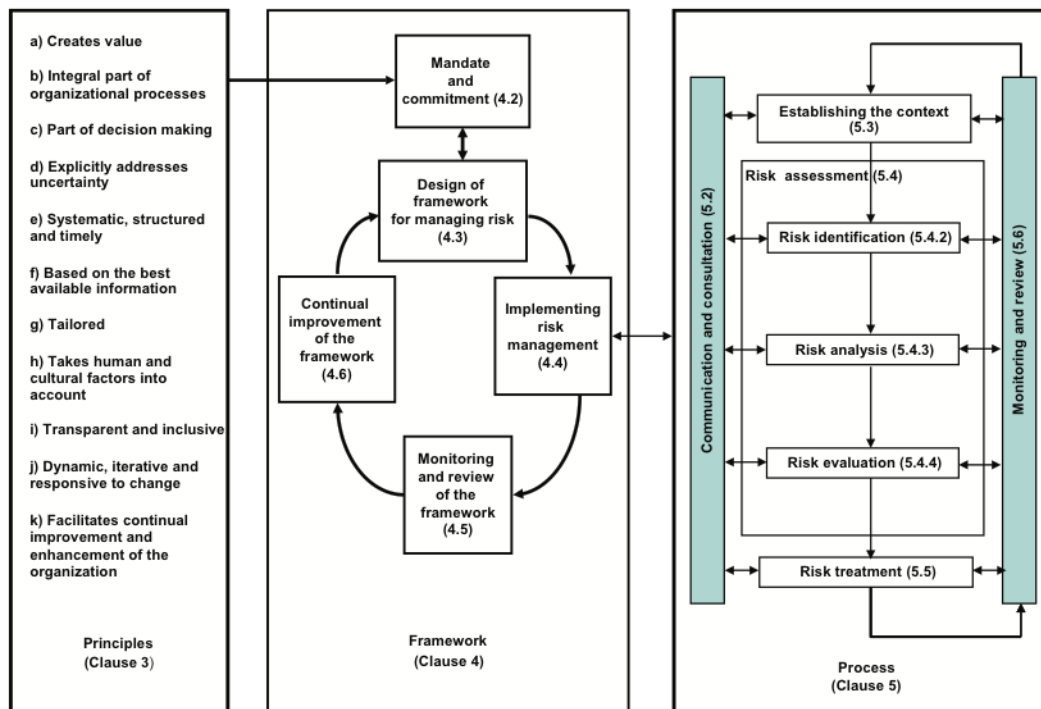 a) Creates value
b) Integral part of
organizational processes
c) Part of decision making
d) Explicitly addresses
uncertainty
e) Systematic, structured
and timely
f) Based on the best
available information
g) Tailored
h) Takes human and
cultural factors into
account
i) Transparent and inclusive
j) Dynamic, iterative and
responsive to change
k) Facilitates continual
improvement and
enhancement of the
organization
Principles
(Clause 3)
Mandate
and
commitment (4.2)
Design of
framework
for managing risk
(4.3)
Implementing
risk
management
(4.4)
Continual
improvement
of the
framework
(4.6)
Monitoring
and review
of the
framework
(4.5)
Framework
(Clause 4)
Communication and consultation (5.2)
Establishing the context
(5.3)
Risk assessment (5.4)
Risk identification (5.4.2)
Risk analysis (5.4.3)
Risk evaluation (5.4.4)
Risk treatment (5.5)
Monitoring and review (5.6)
Process
(Clause 5)